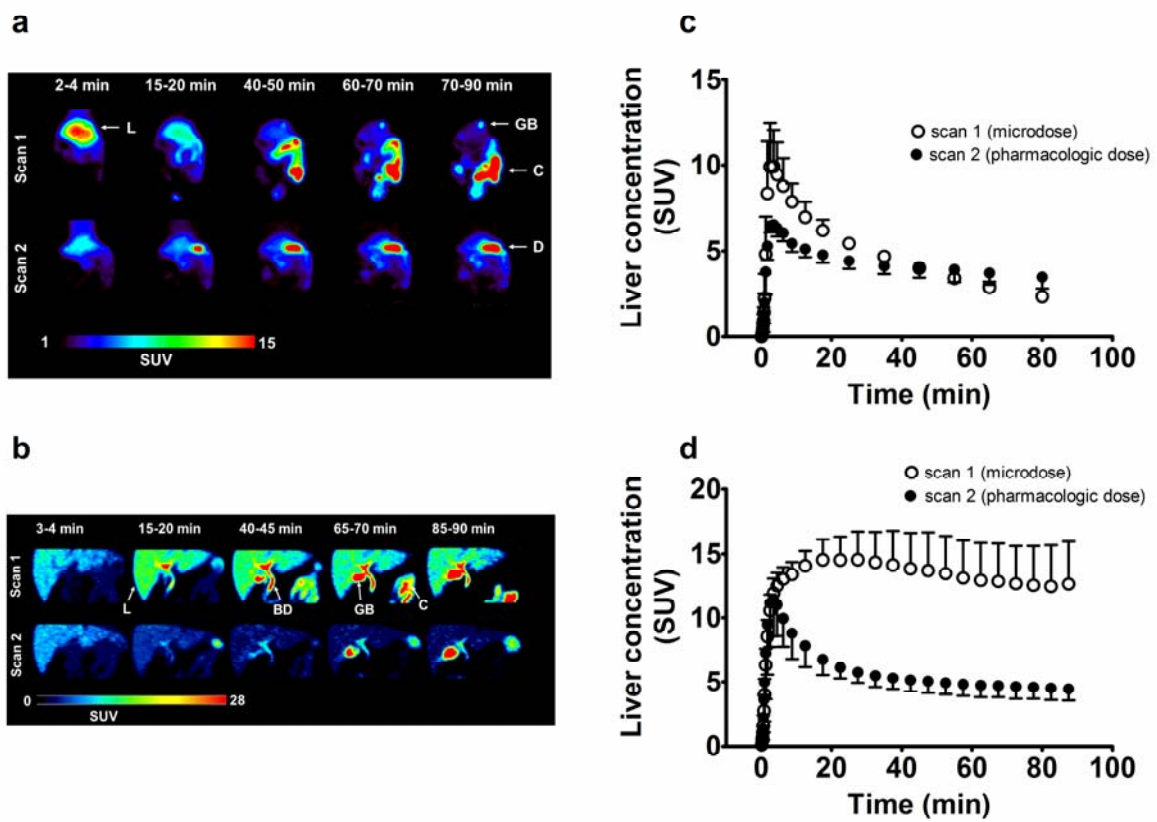 a
2-4 min 15-20 min 40-50 min 60-70 min 70-90 min
Scan 1
L
GB
C
Scan 2
D
1 15
SUV
b
3-4 min 15-20 min 40-45 min 65-70 min 85-90 min
Scan 1
L BD GB C
Scan 2
0 28
SUV
c
Liver concentration
(SUV)
15
10
5
0
scan 1 (microdose)
scan 2 (pharmacologic dose)
0 20 40 60 80 100
Time (min)
d
Liver concentration
(SUV)
20
15
10
5
0
scan 1 (microdose)
scan 2 (pharmacologic dose)
0 20 40 60 80 100
Time (min)